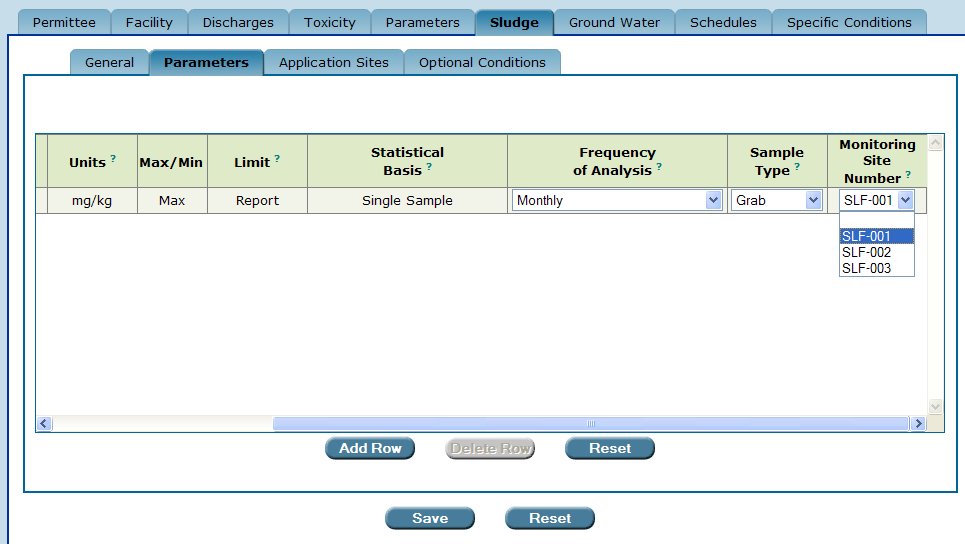 Permittee Facility Discharges Toxicity Parameters Sludge Ground Water Schedules Specific Conditions
General Parameters Application Sites Optional Conditions
Units ? Max/Min Limit ? Statistical Basis ? Frequency of Analysis ? Sample Type ? Monitoring Site Number ?
mg/kg Max Report Single Sample Monthly Grab SLF-001
SLF-001
SLF-002
SLF-003
Add Row Delete Row Reset
Save Reset